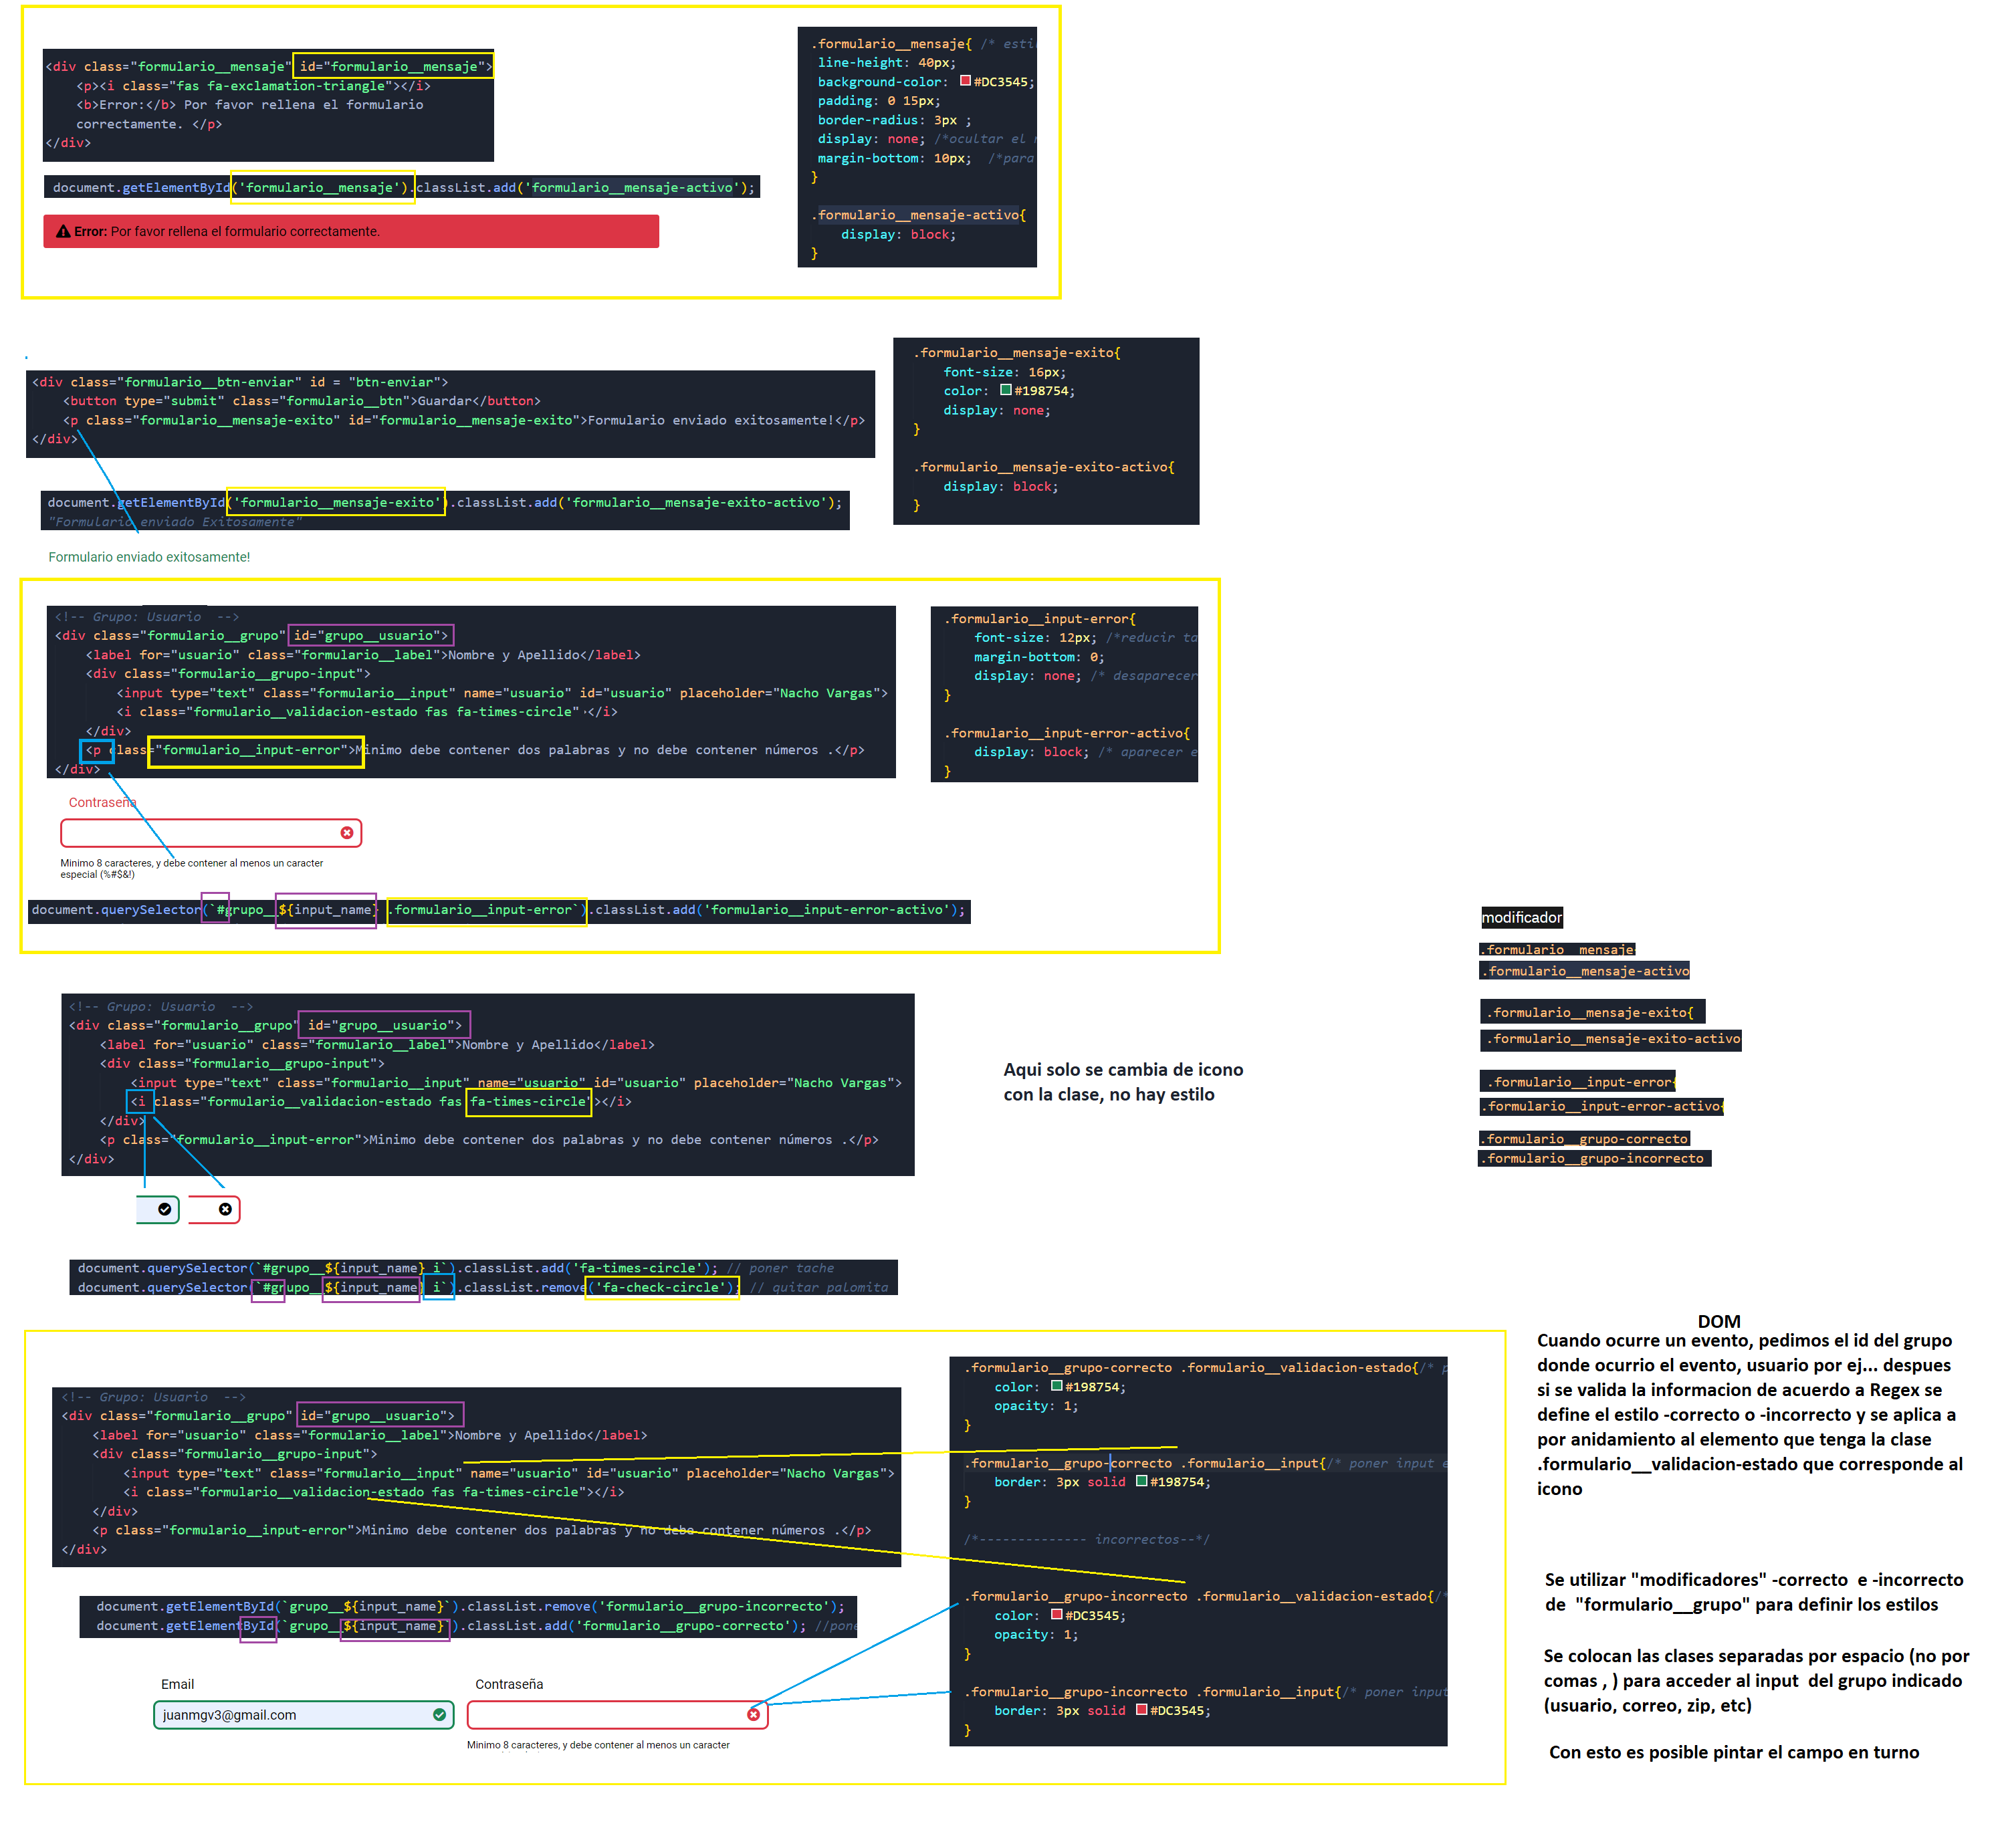 <div class="formulario__mensaje" id="formulario__mensaje">
<p><i class="fas fa-exclamation-triangle"></i>
<b>Error:</b> Por favor rellena el formulario
correctamente. </p>
</div>
document.getElementById('formulario__mensaje').classList.add('formulario__mensaje-activo');
Error: Por favor rellena el formulario correctamente.
.formulario__mensaje{ /* esti
line-height: 40px;
background-color: #DC3545;
padding: 0 15px;
border-radius: 3px ;
display: none; /*ocultar el
margin-bottom: 10px; /*para
}
.formulario__mensaje-activo{
display: block;
}
<div class="formulario__btn-enviar" id = "btn-enviar">
<button type="submit" class="formulario__btn">Guardar</button>
<p class="formulario__mensaje-exito" id="formulario__mensaje-exito">Formulario enviado exitosamente!</p>
</div>
document.getElementById('formulario__mensaje-exito').classList.add('formulario__mensaje-exito-activo');
"Formulario enviado Exitosamente"
Formulario enviado exitosamente!
.formulario__mensaje-exito{
font-size: 16px;
color: #198754;
display: none;
}
.formulario__mensaje-exito-activo{
display: block;
}
<!-- Grupo: Usuario -->
<div class="formulario__grupo" id="grupo__usuario">
<label for="usuario" class="formulario__label">Nombre y Apellido</label>
<div class="formulario__grupo-input">
<input type="text" class="formulario__input" name="usuario" id="usuario" placeholder="Nacho Vargas">
<i class="formulario__validacion-estado fas fa-times-circle"></i>
</div>
<p class="formulario__input-error">Minimo debe contener dos palabras y no debe contener números .</p>
</div>
Contraseña
Minimo 8 caracteres, y debe contener al menos un caracter
especial (%#$&!)
document.querySelector(`#grupo__${input_name} .formulario__input-error`).classList.add('formulario__input-error-activo');
.formulario__input-error{
font-size: 12px; /*reducir ta
margin-bottom: 0;
display: none; /* desaparecer
}
.formulario__input-error-activo{
display: block; /* aparecer e
}
<!-- Grupo: Usuario -->
<div class="formulario__grupo" id="grupo__usuario">
<label for="usuario" class="formulario__label">Nombre y Apellido</label>
<div class="formulario__grupo-input">
<input type="text" class="formulario__input" name="usuario" id="usuario" placeholder="Nacho Vargas">
<i class="formulario__validacion-estado fas fa-times-circle"></i>
</div>
<p class="formulario__input-error">Minimo debe contener dos palabras y no debe contener números .</p>
</div>
Aqui solo se cambia de icono
con la clase, no hay estilo
modificador
.formulario__mensaje{
.formulario__mensaje-activo
.formulario__mensaje-exito{
.formulario__mensaje-exito-activo
.formulario__input-error{
.formulario__input-error-activo{
.formulario__grupo-correcto
.formulario__grupo-incorrecto
document.querySelector(`#grupo__${input_name} i`).classList.add('fa-times-circle'); // poner tache
document.querySelector(`#grupo__${input_name} i`).classList.remove('fa-check-circle'); // quitar palomita
<!-- Grupo: Usuario -->
<div class="formulario__grupo" id="grupo__usuario">
<label for="usuario" class="formulario__label">Nombre y Apellido</label>
<div class="formulario__grupo-input">
<input type="text" class="formulario__input" name="usuario" id="usuario" placeholder="Nacho Vargas">
<i class="formulario__validacion-estado fas fa-times-circle"></i>
</div>
<p class="formulario__input-error">Minimo debe contener dos palabras y no debe contener números .</p>
</div>
document.getElementById(`grupo__${input_name}`).classList.remove('formulario__grupo-incorrecto');
document.getElementById(`grupo__${input_name}`).classList.add('formulario__grupo-correcto'); //pone
Email
juanmgv3@gmail.com
Contraseña
Minimo 8 caracteres, y debe contener al menos un caracter
.formulario__grupo-correcto .formulario__validacion-estado{/* p
color: #198754;
opacity: 1;
}
.formulario__grupo-correcto .formulario__input{/* poner input e
border: 3px solid #198754;
}
/*-------------- incorrectos--*/
.formulario__grupo-incorrecto .formulario__validacion-estado{/*
color: #DC3545;
opacity: 1;
}
.formulario__grupo-incorrecto .formulario__input{/* poner input
border: 3px solid #DC3545;
}
DOM
Cuando ocurre un evento, pedimos el id del grupo
donde ocurrio el evento, usuario por ej... despues
si se valida la informacion de acuerdo a Regex se
define el estilo -correcto o -incorrecto y se aplica a
por anidamiento al elemento que tenga la clase
.formulario__validacion-estado que corresponde al
icono
Se utilizar "modificadores" -correcto e -incorrecto
de "formulario__grupo" para definir los estilos
Se colocan las clases separadas por espacio (no por
comas , ) para acceder al input del grupo indicado
(usuario, correo, zip, etc)
Con esto es posible pintar el campo en turno